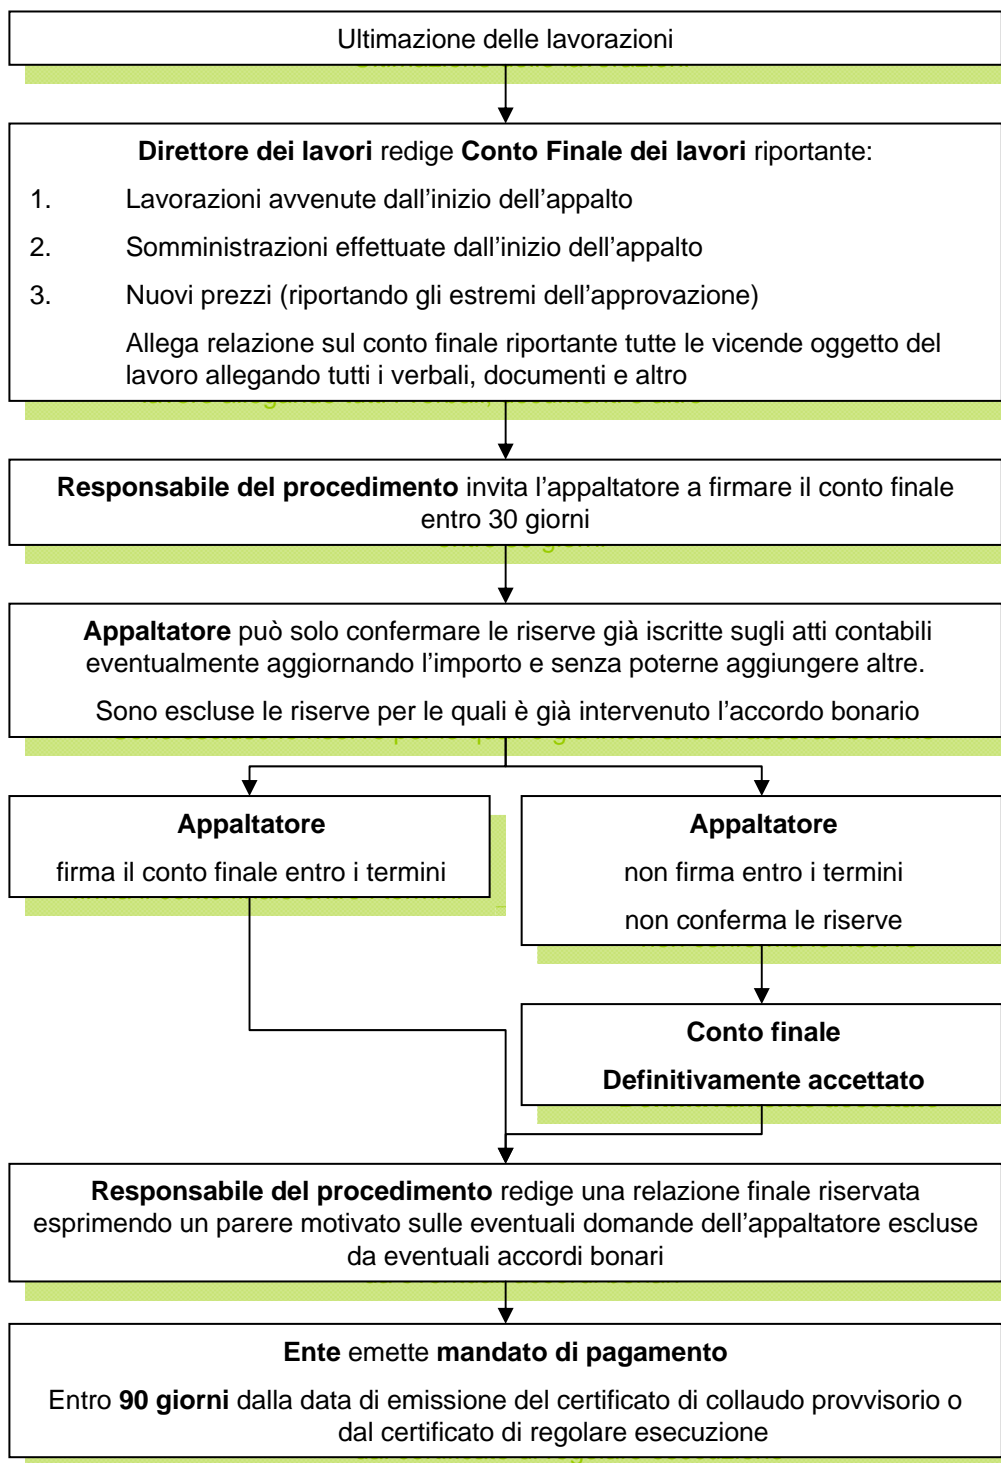 Ultimazione delle lavorazioni
Direttore dei lavori redige Conto Finale dei lavori riportante:
1. Lavorazioni avvenute dall’inizio dell’appalto
2. Somministrazioni effettuate dall’inizio dell’appalto
3. Nuovi prezzi (riportando gli estremi dell’approvazione)
Allega relazione sul conto finale riportante tutte le vicende oggetto del
lavoro allegando tutti i verbali, documenti e altro
Responsabile del procedimento invita l’appaltatore a firmare il conto finale
entro 30 giorni
Appaltatore può solo confermare le riserve già iscritte sugli atti contabili
eventualmente aggiornando l’importo e senza poterne aggiungere altre.
Sono escluse le riserve per le quali è già intervenuto l’accordo bonario
Appaltatore
firma il conto finale entro i termini
Appaltatore
non firma entro i termini
non conferma le riserve
Conto finale
Definitivamente accettato
Responsabile del procedimento redige una relazione finale riservata
esprimendo un parere motivato sulle eventuali domande dell’appaltatore escluse
da eventuali accordi bonari
Ente emette mandato di pagamento
Entro 90 giorni dalla data di emissione del certificato di collaudo provvisorio o
dal certificato di regolare esecuzione